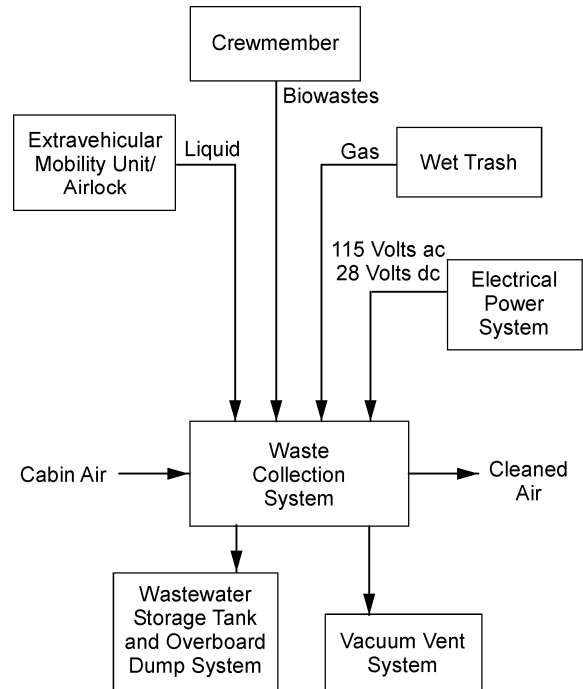 Crewmember
Biowastes
Extravehicular
Mobility Unit/
Airlock
Liquid
Gas
Wet Trash
115 Volts ac
28 Volts dc
Electrical
Power
System
Waste
Collection
System
Cabin Air
Cleaned
Air
Wastewater
Storage Tank
and Overboard
Dump System
Vacuum Vent
System